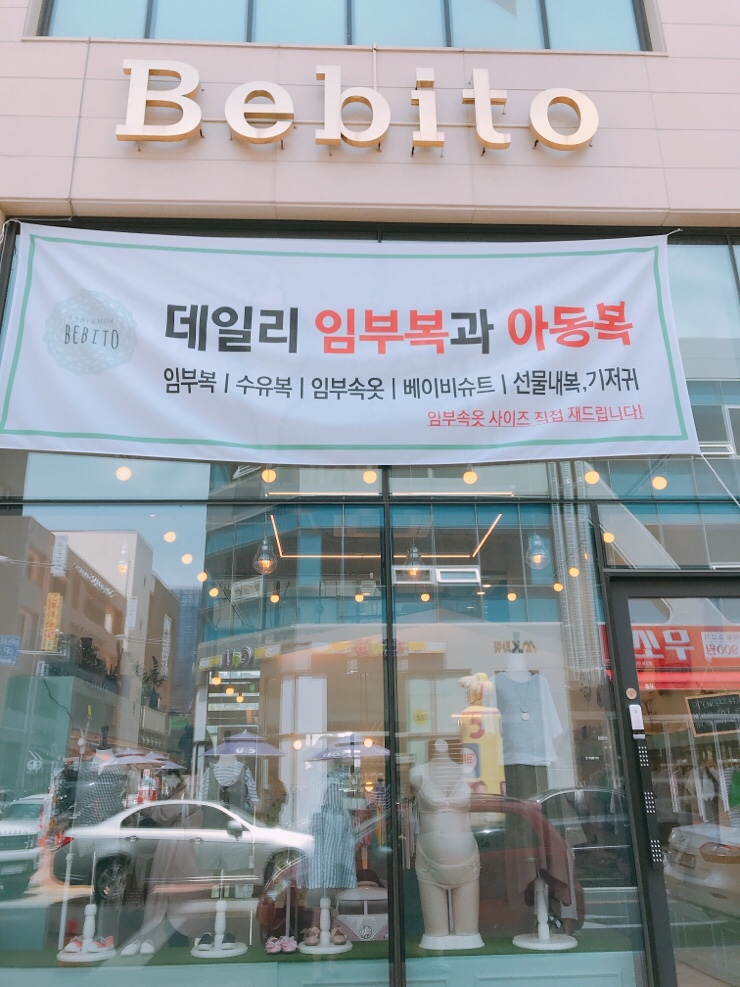 Bebito
BEBITO
데일리 임부복과 아동복
임부복 | 수유복 | 임부속옷 | 베이비슈트 | 선물내복,기저귀
임부속옷 사이즈 직접 재드립니다!